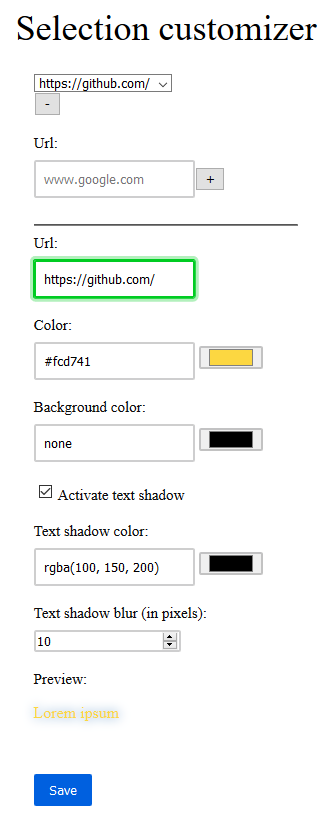 Selection customizer
https://github.com/
-
Url:
www.google.com +
Url:
https://github.com/
Color:
#fcd741
Background color:
none
Activate text shadow
Text shadow color:
rgba(100, 150, 200)
Text shadow blur (in pixels):
10
Preview:
Lorem ipsum
Save